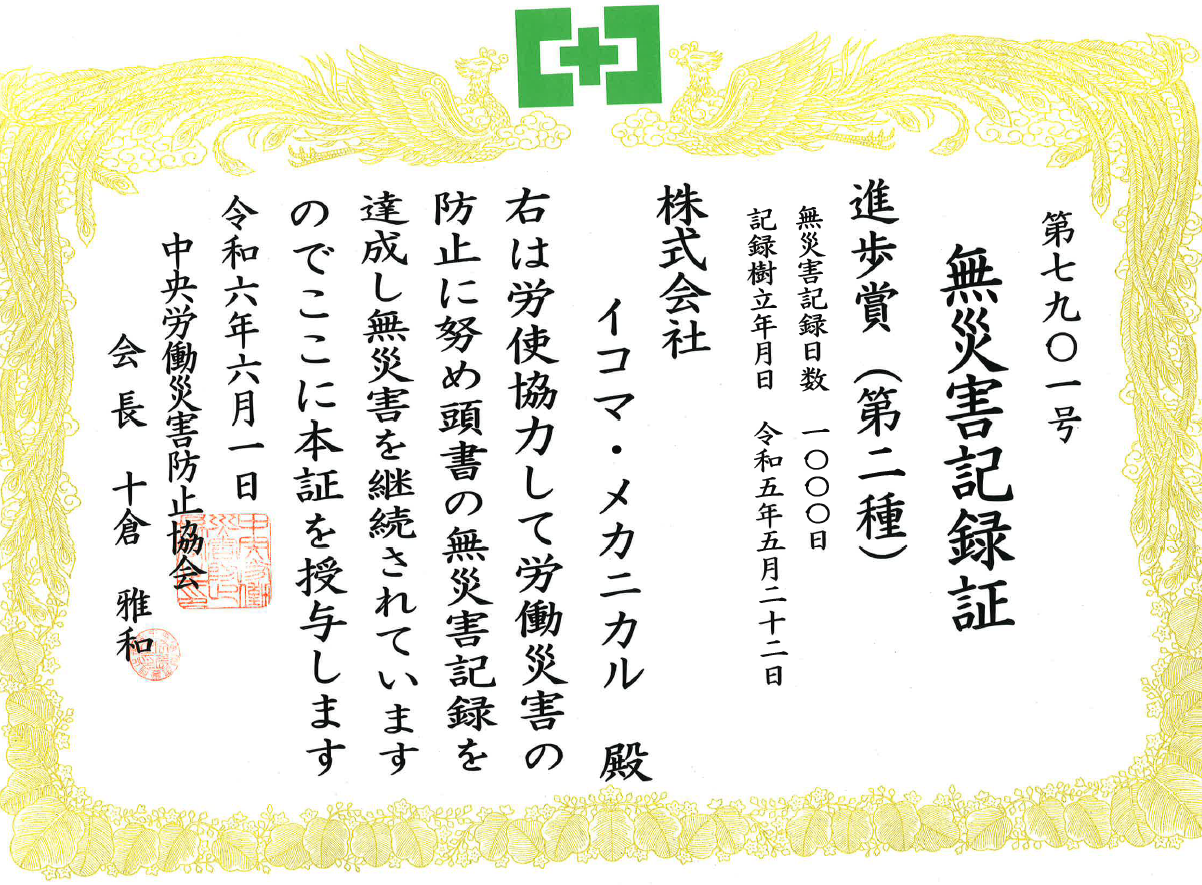 第七九〇一号
無災害記録証
進歩賞（第二種）
無災害記録日数　一〇〇〇日
記録樹立年月日　令和五年五月二十二日
株式会社
イコマ・メカニカル　殿
右は労使協力して労働災害の
防止に努め頭書の無災害記録を
達成し無災害を継続されています
のでここに本証を授与します
令和六年六月一日
中央労働災害防止協会
会長　十倉　雅和